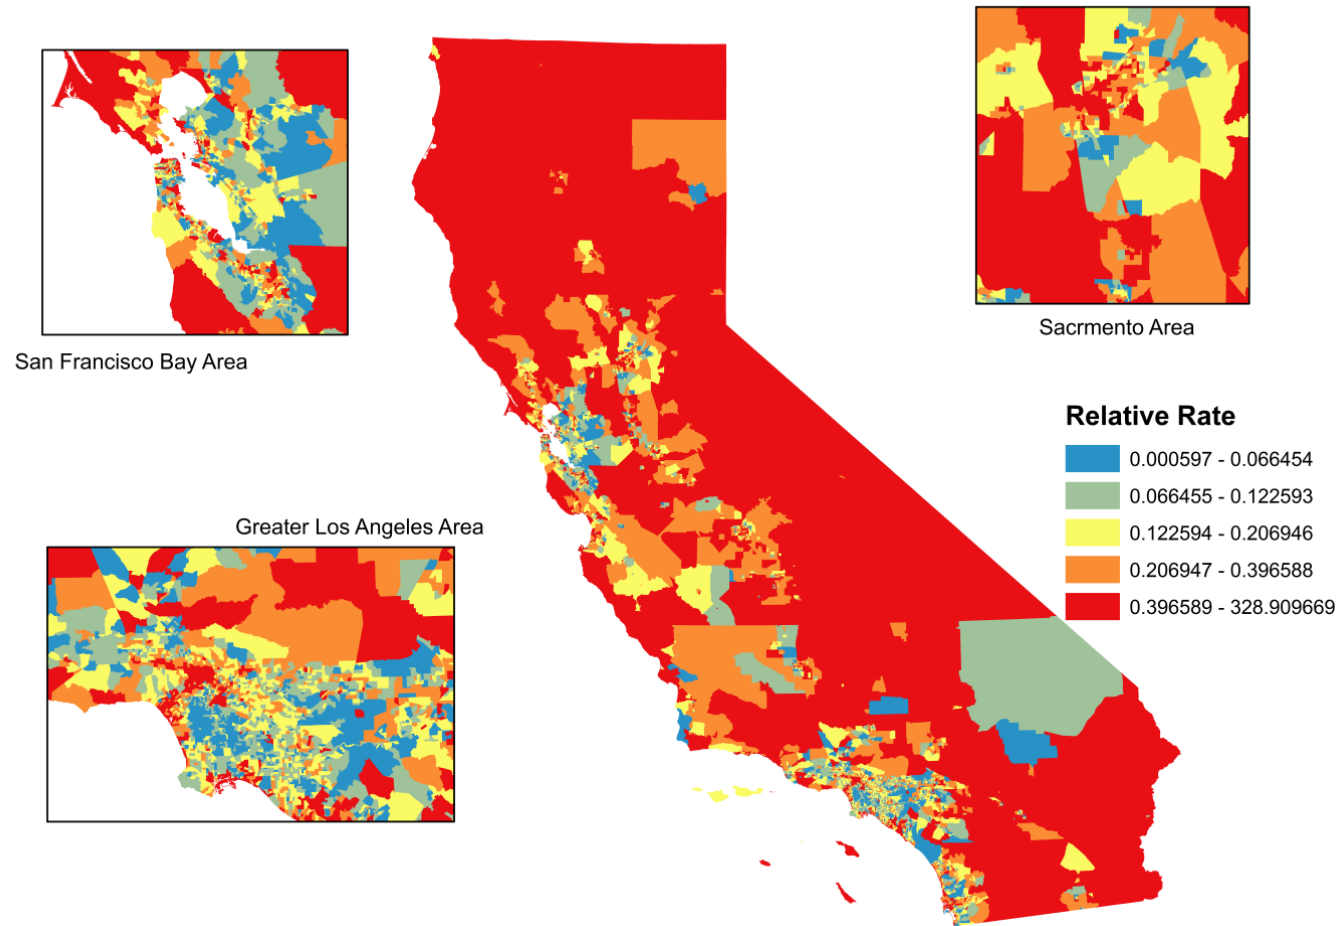 San Francisco Bay Area
Sacrmento Area
Greater Los Angeles Area
Relative Rate
0.000597 - 0.066454
0.066455 - 0.122593
0.122594 - 0.206946
0.206947 - 0.396588
0.396589 - 328.909669